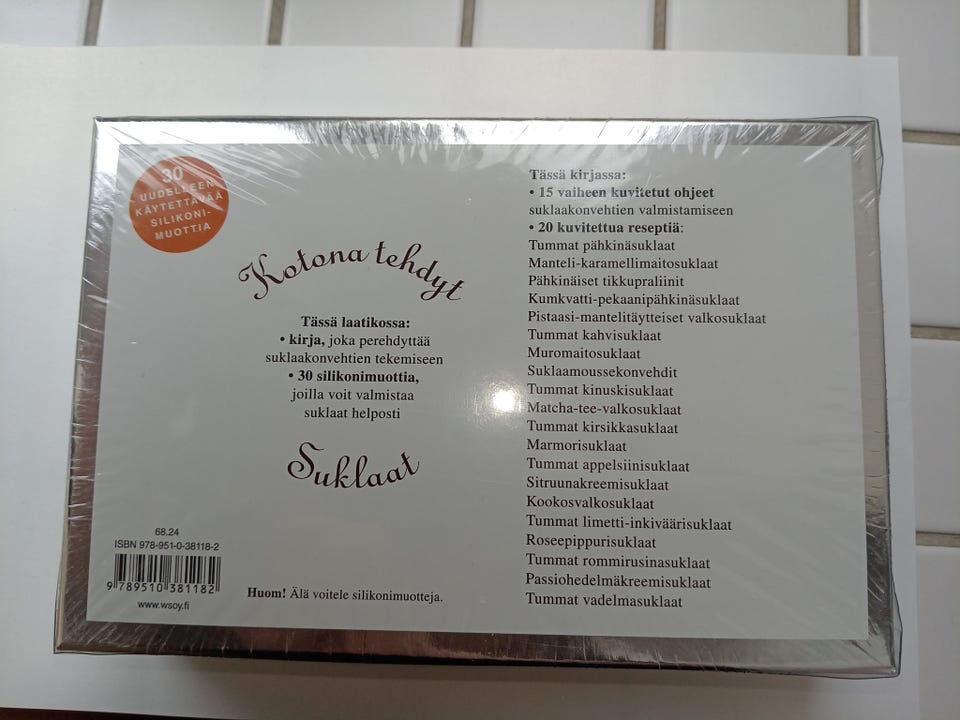 30
UUDELLEEN
KÄYTETTÄVÄÄ
SILIKONI-
MUOTTIA
Kotona tehdyt
Tässä laatikossa:
• kirja, joka perehdyttää
suklaakonvehtien tekemiseen
• 30 silikonimuottia,
joilla voit valmistaa
suklaat helposti
Suklaat
68.24
ISBN 978-951-0-38118-2
9 789510 381182
www.wsoy.fi
Huom! Älä voitele silikonimuotteja.
Tässä kirjassa:
• 15 vaiheen kuvitetut ohjeet
suklaakonvehtien valmistamiseen
• 20 kuvitettua reseptiä:
Tummat pähkinäsuklaat
Manteli-karamellimaitosuklaat
Pähkinäiset tikkupraliinit
Kumkvatti-pekaanipähkinäsuklaat
Pistaasi-mantelitäytteiset valkosuklaat
Tummat kahvisuklaat
Muromaitosuklaat
Suklaamoussekonvehdit
Tummat kinuskisuklaat
Matcha-tee-valkosuklaat
Tummat kirsikkasuklaat
Marmorisuklaat
Tummat appelsiinisuklaat
Sitruunakreemisuklaat
Kookosvalkosuklaat
Tummat limetti-inkiväärisuklaat
Roseepippurisuklaat
Tummat rommirusinasuklaat
Passiohedelmäkreemisuklaat
Tummat vadelmasuklaat